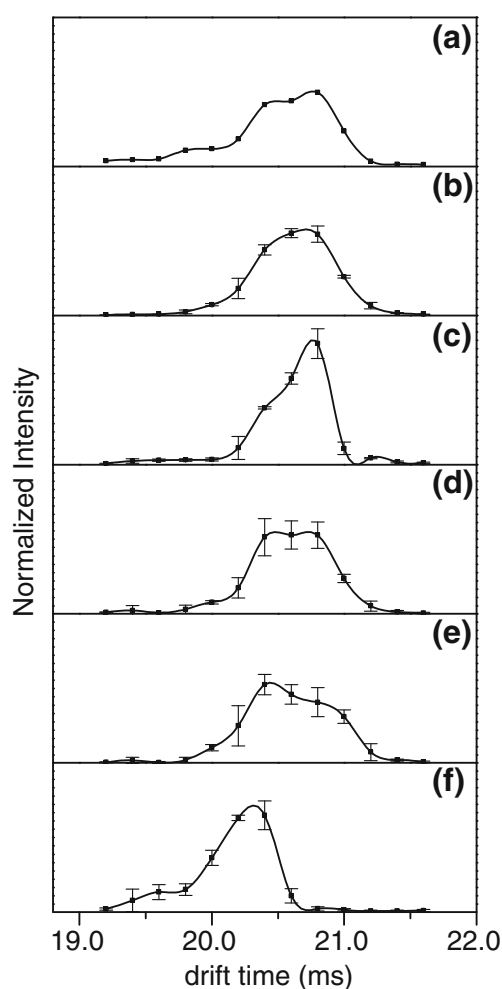 (a)
(b)
(c)
(d)
(e)
(f)
Normalized Intensity
19.0 20.0 21.0 22.0
drift time (ms)